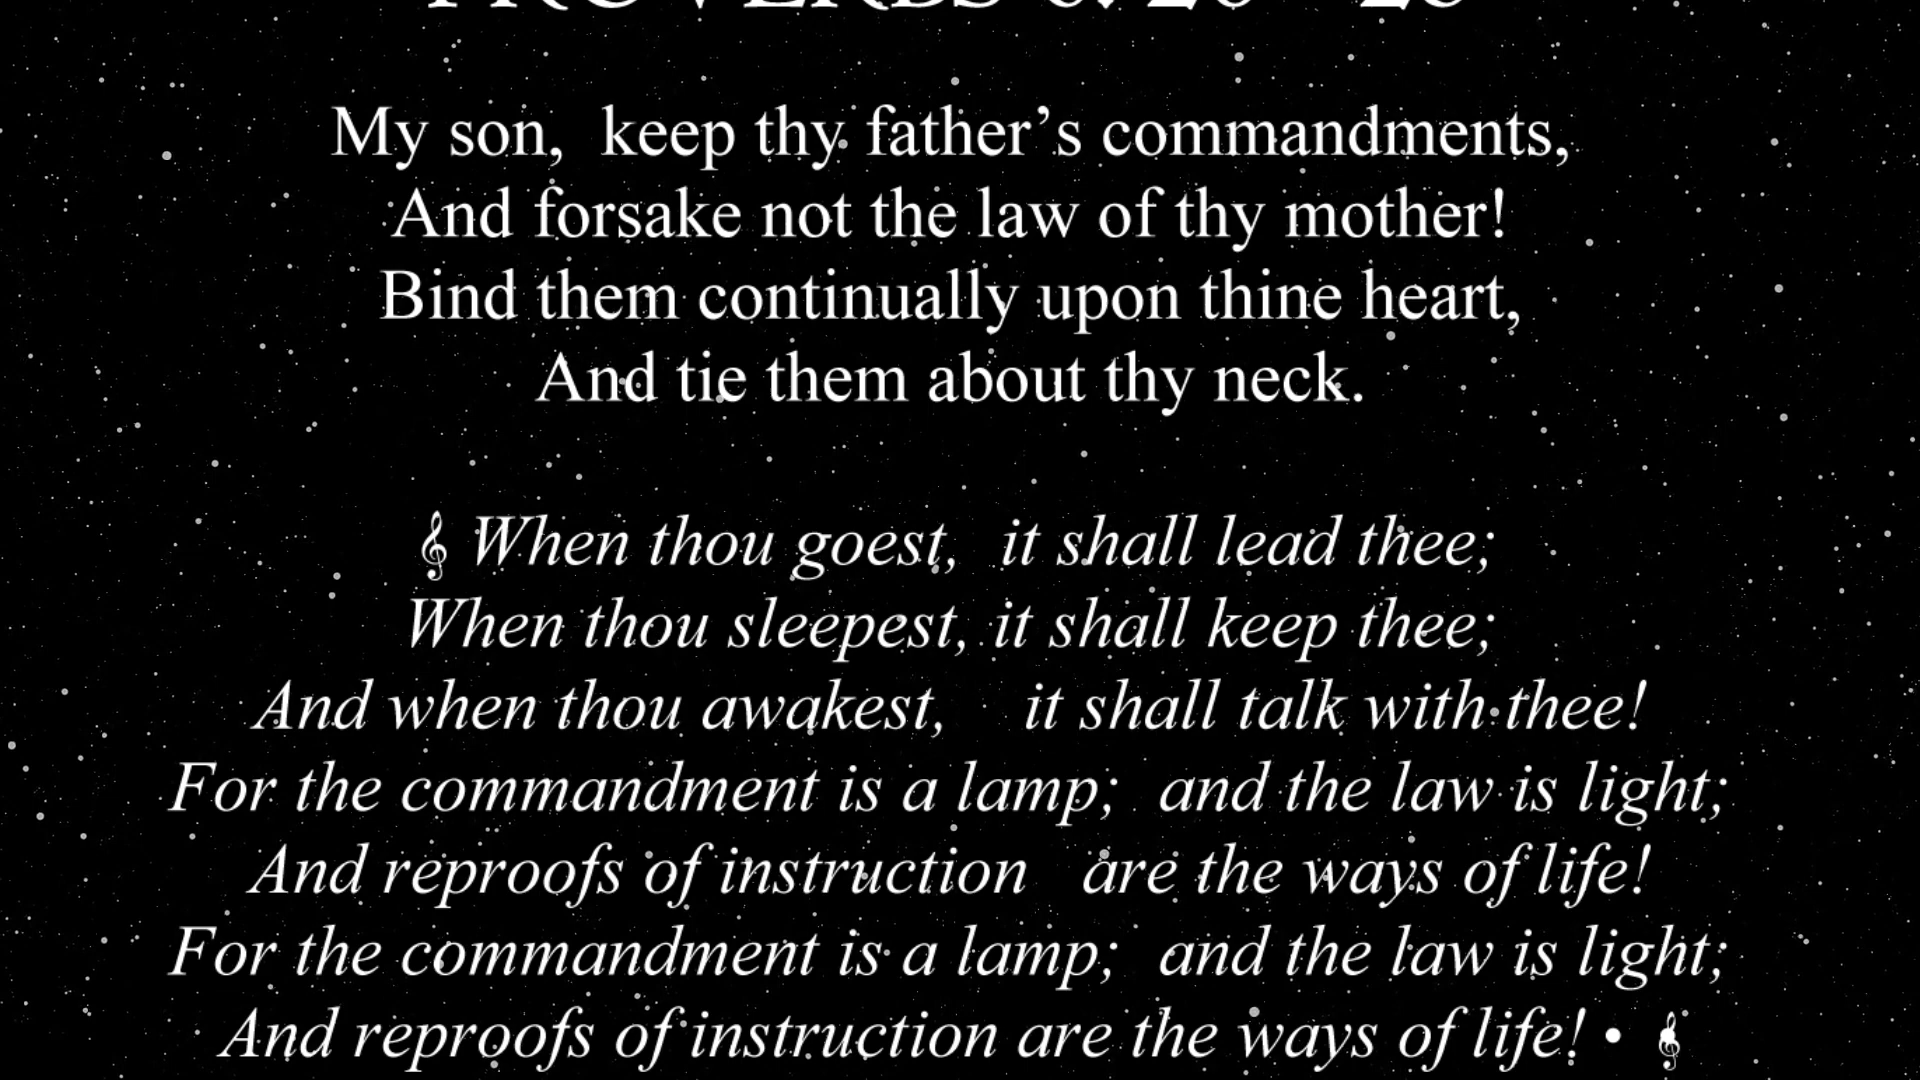 PROVERBS 6: 20 - 23
My son, keep thy father’s commandments,
And forsake not the law of thy mother!
Bind them continually upon thine heart,
And tie them about thy neck.
𝄞 When thou goest, it shall lead thee;
When thou sleepest, it shall keep thee;
And when thou awakest, it shall talk with thee!
For the commandment is a lamp; and the law is light;
And reproofs of instruction are the ways of life!
For the commandment is a lamp; and the law is light;
And reproofs of instruction are the ways of life! • 𝄞